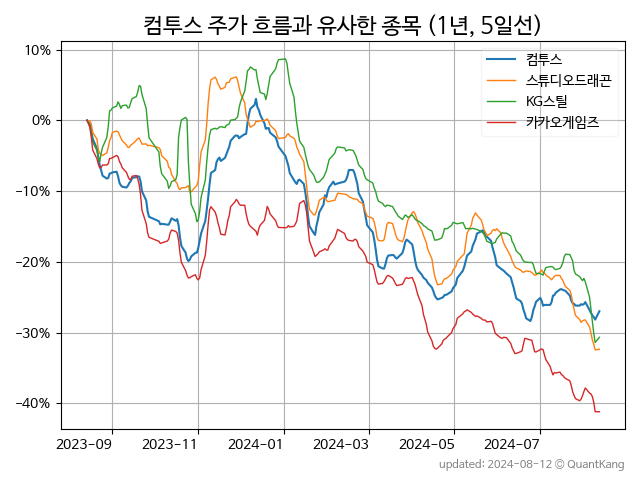 컴투스 주가 흐름과 유사한 종목 (1년, 5일선)
컴투스
스튜디오드래곤
KG스틸
카카오게임즈
10%
0%
−10%
−20%
−30%
−40%
2023-09
2023-11
2024-01
2024-03
2024-05
2024-07
updated: 2024-08-12 © QuantKang